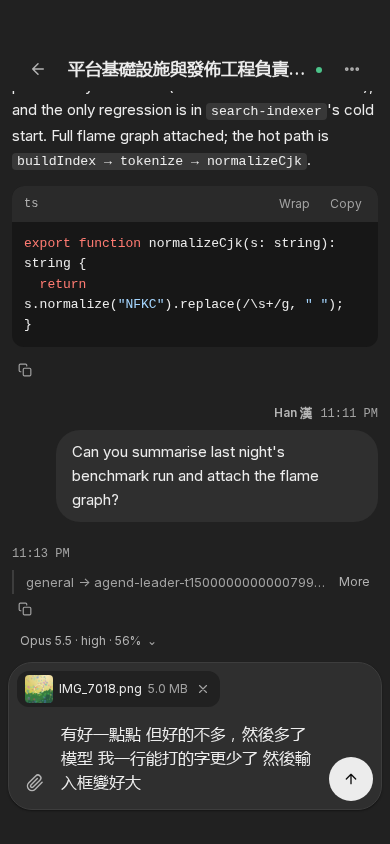 平台基礎設施與發佈工程負責…
and the only regression is in search-indexer's cold
start. Full flame graph attached; the hot path is
buildIndex → tokenize → normalizeCjk.
ts Wrap Copy
export function normalizeCjk(s: string):
string {
return
s.normalize("NFKC").replace(/\s+/g, " ");
}
Han 漢 11:11 PM
Can you summarise last night's
benchmark run and attach the flame
graph?
11:13 PM
general → agend-leader-t1500000000000799… More
Opus 5.5 · high · 56%
IMG_7018.png 5.0 MB
有好一點點 但好的不多，然後多了
模型 我一行能打的字更少了 然後輸
入框變好大